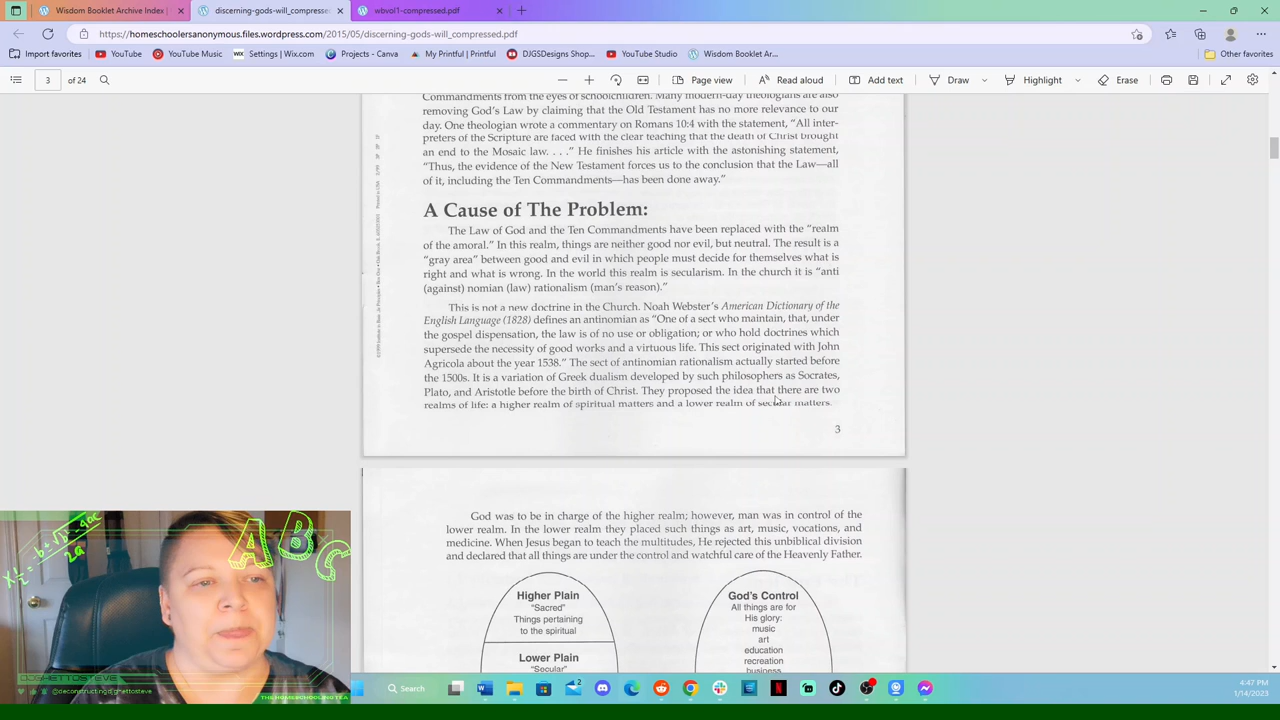 Wisdom Booklet Archive Index |
discerning-gods-will_compressed
wbvol1-compressed.pdf
https://homeschoolersanonymous.files.wordpress.com/2015/05/discerning-gods-will_compressed.pdf
Import favorites
YouTube
YouTube Music
Settings | Wix.com
Projects - Canva
My Printful | Printful
DJGSDesigns Shop...
YouTube Studio
Wisdom Booklet Ar...
Other favorites
3 of 24
Page view
Read aloud
Add text
Draw
Highlight
Erase
Commandments from the eyes of schoolchildren. Many modern-day theologians are also
removing God's Law by claiming that the Old Testament has no more relevance to our
day. One theologian wrote a commentary on Romans 10:4 with the statement, “All inter-
preters of the Scripture are faced with the clear teaching that the death of Christ brought
an end to the Mosaic law. . . .” He finishes his article with the astonishing statement,
“Thus, the evidence of the New Testament forces us to the conclusion that the Law—all
of it, including the Ten Commandments—has been done away.”
A Cause of The Problem:
The Law of God and the Ten Commandments have been replaced with the “realm
of the amoral.” In this realm, things are neither good nor evil, but neutral. The result is a
“gray area” between good and evil in which people must decide for themselves what is
right and what is wrong. In the world this realm is secularism. In the church it is “anti
(against) nomian (law) rationalism (man's reason).”
This is not a new doctrine in the Church. Noah Webster's American Dictionary of the
English Language (1828) defines an antinomian as “One of a sect who maintain, that, under
the gospel dispensation, the law is of no use or obligation; or who hold doctrines which
supersede the necessity of good works and a virtuous life. This sect originated with John
Agricola about the year 1538.” The sect of antinomian rationalism actually started before
the 1500s. It is a variation of Greek dualism developed by such philosophers as Socrates,
Plato, and Aristotle before the birth of Christ. They proposed the idea that there are two
realms of life: a higher realm of spiritual matters and a lower realm of secular matters.
3
God was to be in charge of the higher realm; however, man was in control of the
lower realm. In the lower realm they placed such things as art, music, vocations, and
medicine. When Jesus began to teach the multitudes, He rejected this unbiblical division
and declared that all things are under the control and watchful care of the Heavenly Father.
Higher Plain
“Sacred”
Things pertaining
to the spiritual
Lower Plain
“Secular”
God's Control
All things are for
His glory:
music
art
education
recreation
business
A B C
DJGHETTOSTEVE
@deconstructingdjghettosteve
THE HOMESCHOOLING TEA
Search
2
4:47 PM
1/14/2023